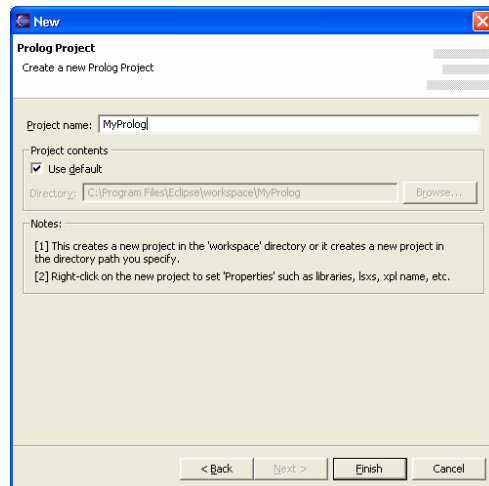 New
Prolog Project
Create a new Prolog Project
Project name: MyProlog
Project contents
Use default
Directory: C:\Program Files\Eclipse\workspace\MyProlog Browse...
Notes:
[1] This creates a new project in the 'workspace' directory or it creates a new project in
the directory path you specify.
[2] Right-click on the new project to set 'Properties' such as libraries, lsxs, xpl name, etc.
< Back Next > Finish Cancel